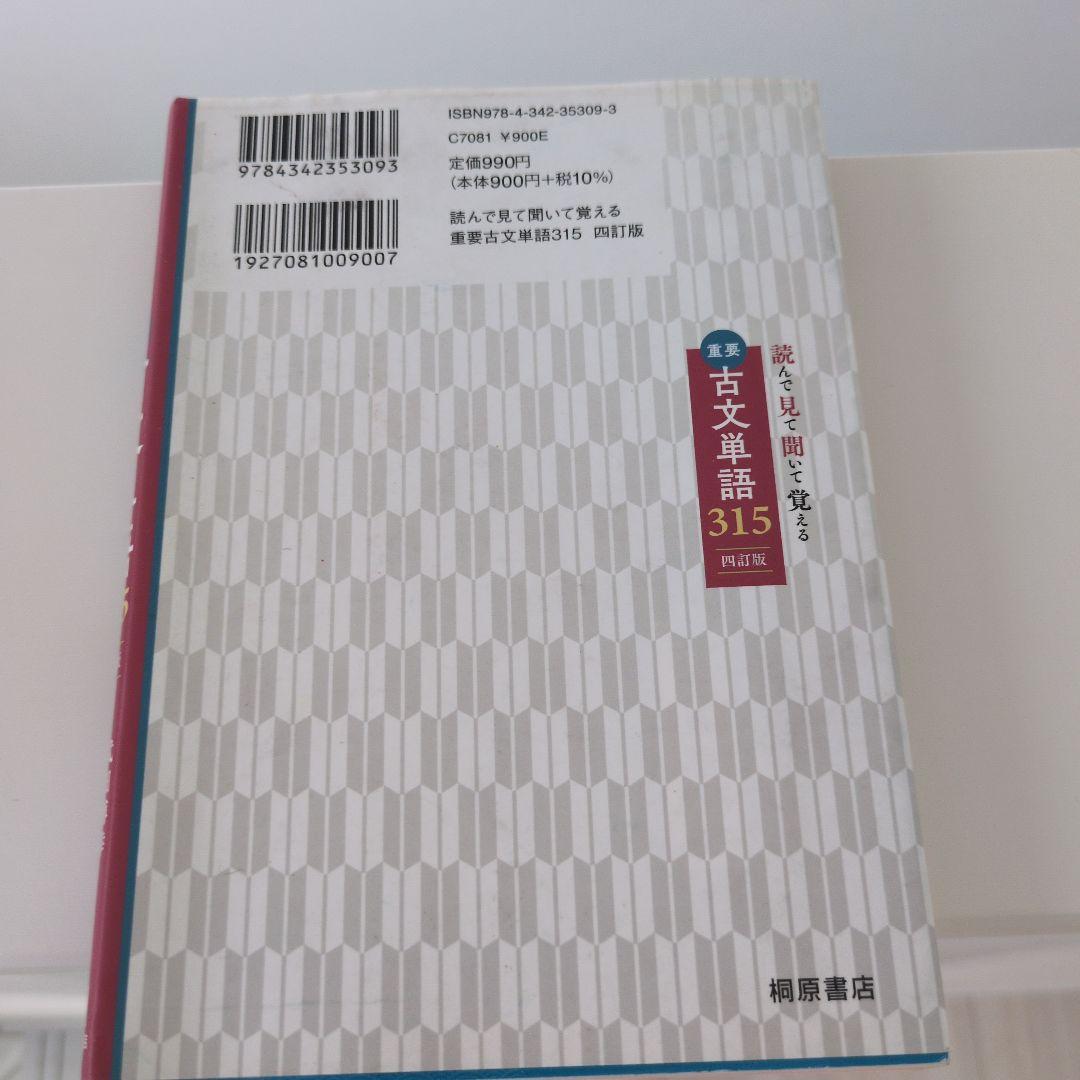 9784342353093
1927081009007
ISBN978-4-342-35309-3
C7081 ¥900E
定価990円
(本体900円+税10%)
読んで見て聞いて覚える
重要古文単語315 四訂版
読んで見て聞いて覚える
重要
古文単語
315
四訂版
桐原書店